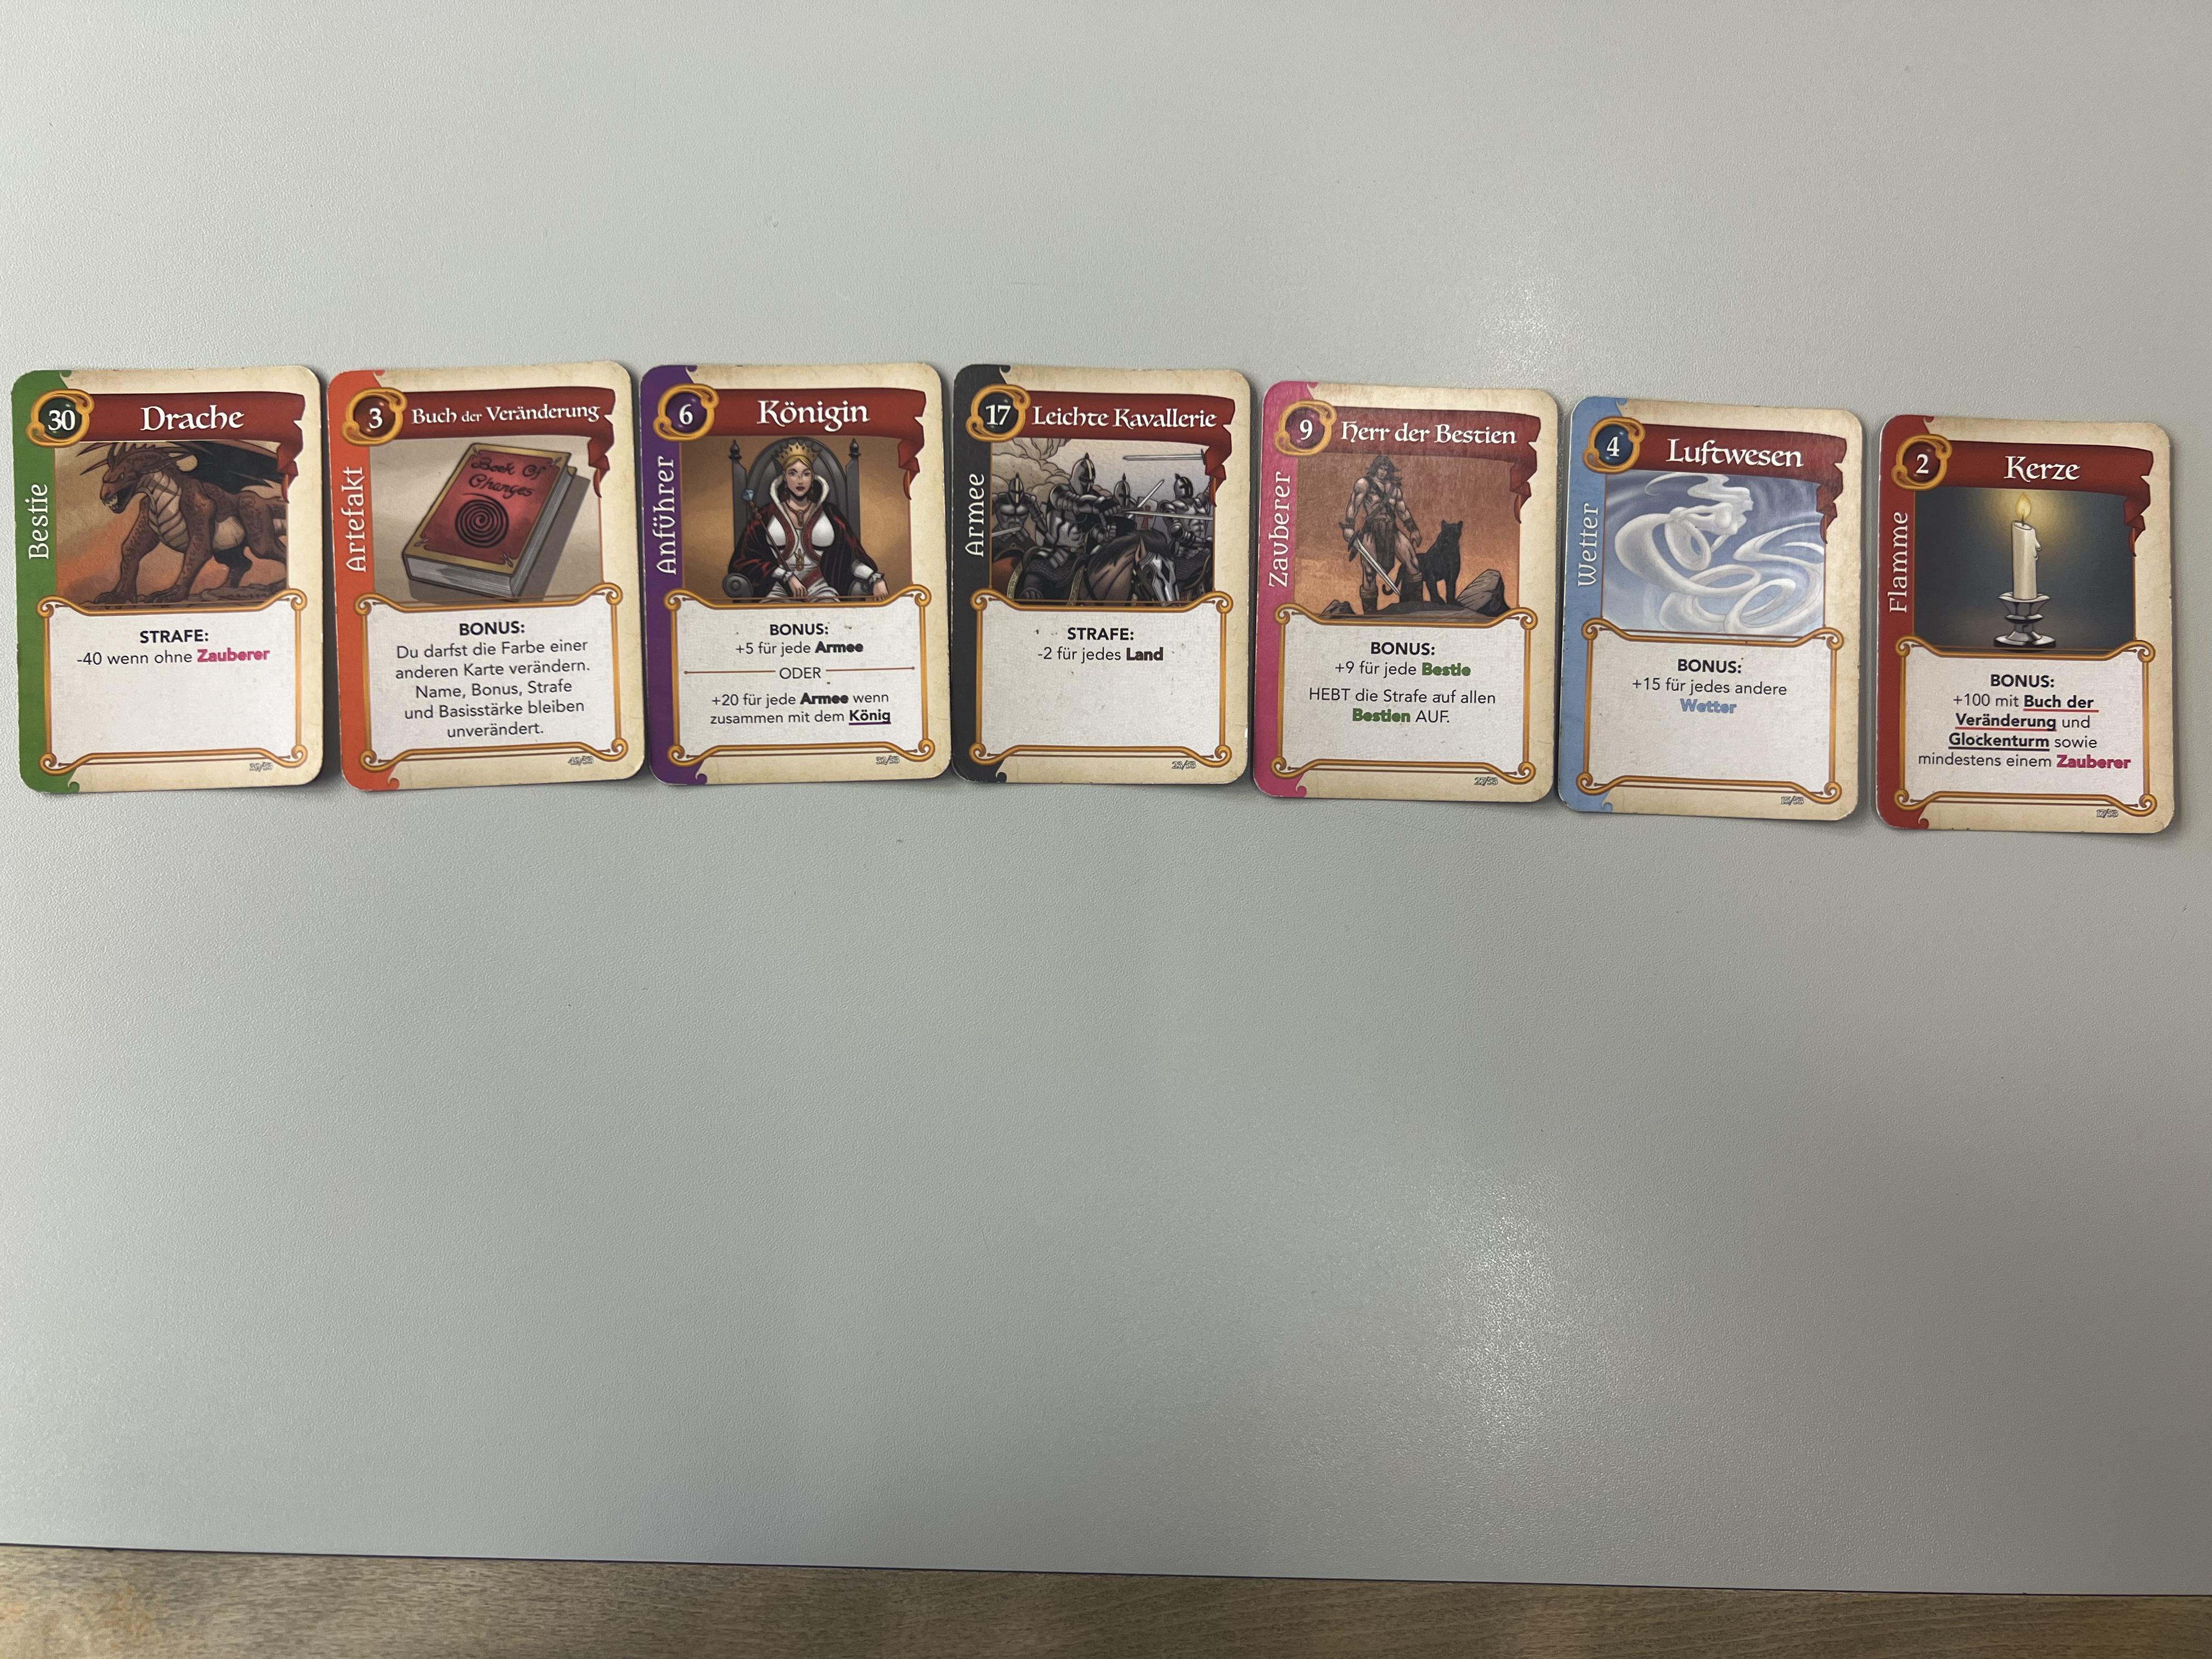 30
Drache
Bestie
STRAFE:
-40 wenn ohne Zauberer
3
Buch der Veränderung
Artefakt
Book Of
Changes
BONUS:
Du darfst die Farbe einer
anderen Karte verändern.
Name, Bonus, Strafe
und Basisstärke bleiben
unverändert.
6
Königin
Anführer
BONUS:
+5 für jede Armee
ODER
+20 für jede Armee wenn
zusammen mit dem König
17
Leichte Kavallerie
Armee
STRAFE:
-2 für jedes Land
9
Herr der Bestien
Zauberer
BONUS:
+9 für jede Bestie
HEBT die Strafe auf allen
Bestien AUF.
4
Luftwesen
Wetter
BONUS:
+15 für jedes andere
Wetter
2
Kerze
Flamme
BONUS:
+100 mit Buch der
Veränderung und
Glockenturm sowie
mindestens einem Zauberer